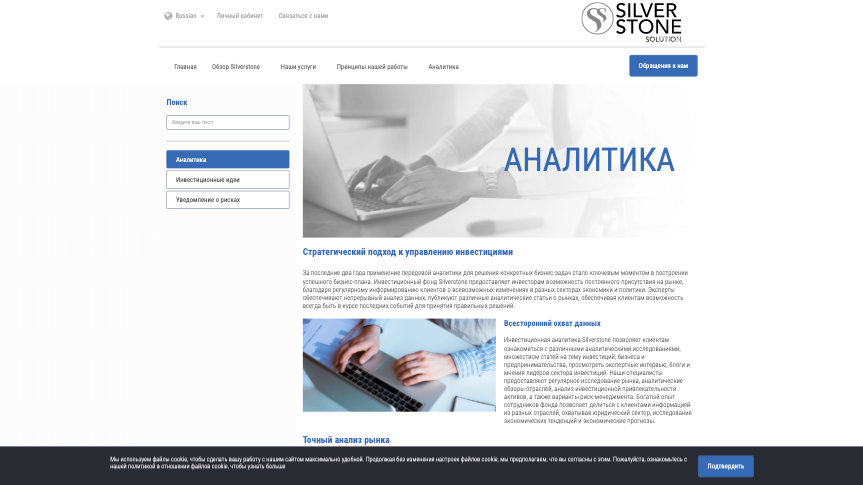 Russian
Личный кабинет
Связаться с нами
SILVER
STONE
SOLUTION
Главная
Обзор Silverstone
Наши услуги
Принципы нашей работы
Аналитика
Обращения к нам
Поиск
Введите ваш текст
Аналитика
Инвестиционные идеи
Уведомление о рисках
АНАЛИТИКА
Стратегический подход к управлению инвестициями
За последние два года применение передовой аналитики для решения конкретных бизнес-задач стало ключевым моментом в построении
успешного бизнес-плана. Инвестиционный фонд Silverstone предоставляет инвесторам возможность постоянного присутствия на рынке,
благодаря регулярному информированию клиентов о всевозможных изменениях в разных секторах экономики и политики. Эксперты
обеспечивают непрерывный анализ данных, публикуют различные аналитические статьи о рынках, обеспечивая клиентам возможность
всегда быть в курсе последних событий для принятия правильных решений.
Всесторонний охват данных
Инвестиционная аналитика Silverstone позволяет клиентам
ознакомиться с различными аналитическими исследованиями,
множеством статей на тему инвестиций, бизнеса и
предпринимательства, просмотреть экспертные интервью, блоги и
мнения лидеров сектора инвестиций. Наши специалисты
предоставляют регулярное исследование рынка, аналитические
обзоры отраслей, анализ инвестиционной привлекательности
активов, а также варианты риск-менеджмента. Богатый опыт
сотрудников фонда позволяет делиться с клиентами информацией
из разных отраслей, охватывая юридический сектор, исследования
экономических тенденций и экономические прогнозы.
Точный анализ рынка
Мы используем файлы cookie, чтобы сделать вашу работу с нашим сайтом максимально удобной. Продолжая без изменения настроек файлов cookie, мы предполагаем, что вы согласны с этим. Пожалуйста, ознакомьтесь с
нашей политикой в отношении файлов cookie, чтобы узнать больше
Подтвердить